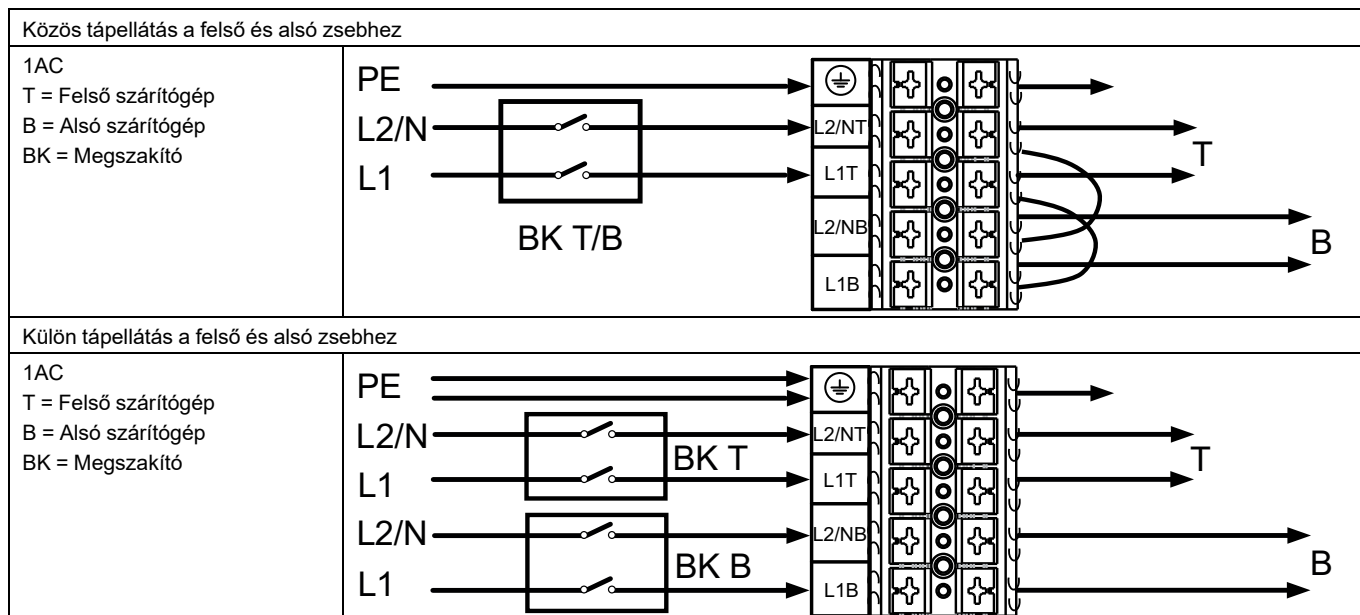 Közös tápellátás a felső és alsó zsebhez
1AC
T = Felső szárítógép
B = Alsó szárítógép
BK = Megszakító
PE
L2/N
L1
BK T/B
L2/NT
L1T
L2/NB
L1B
T
B
Külön tápellátás a felső és alsó zsebhez
1AC
T = Felső szárítógép
B = Alsó szárítógép
BK = Megszakító
PE
L2/N
L1
L2/N
L1
BK T
BK B
L2/NT
L1T
L2/NB
L1B
T
B